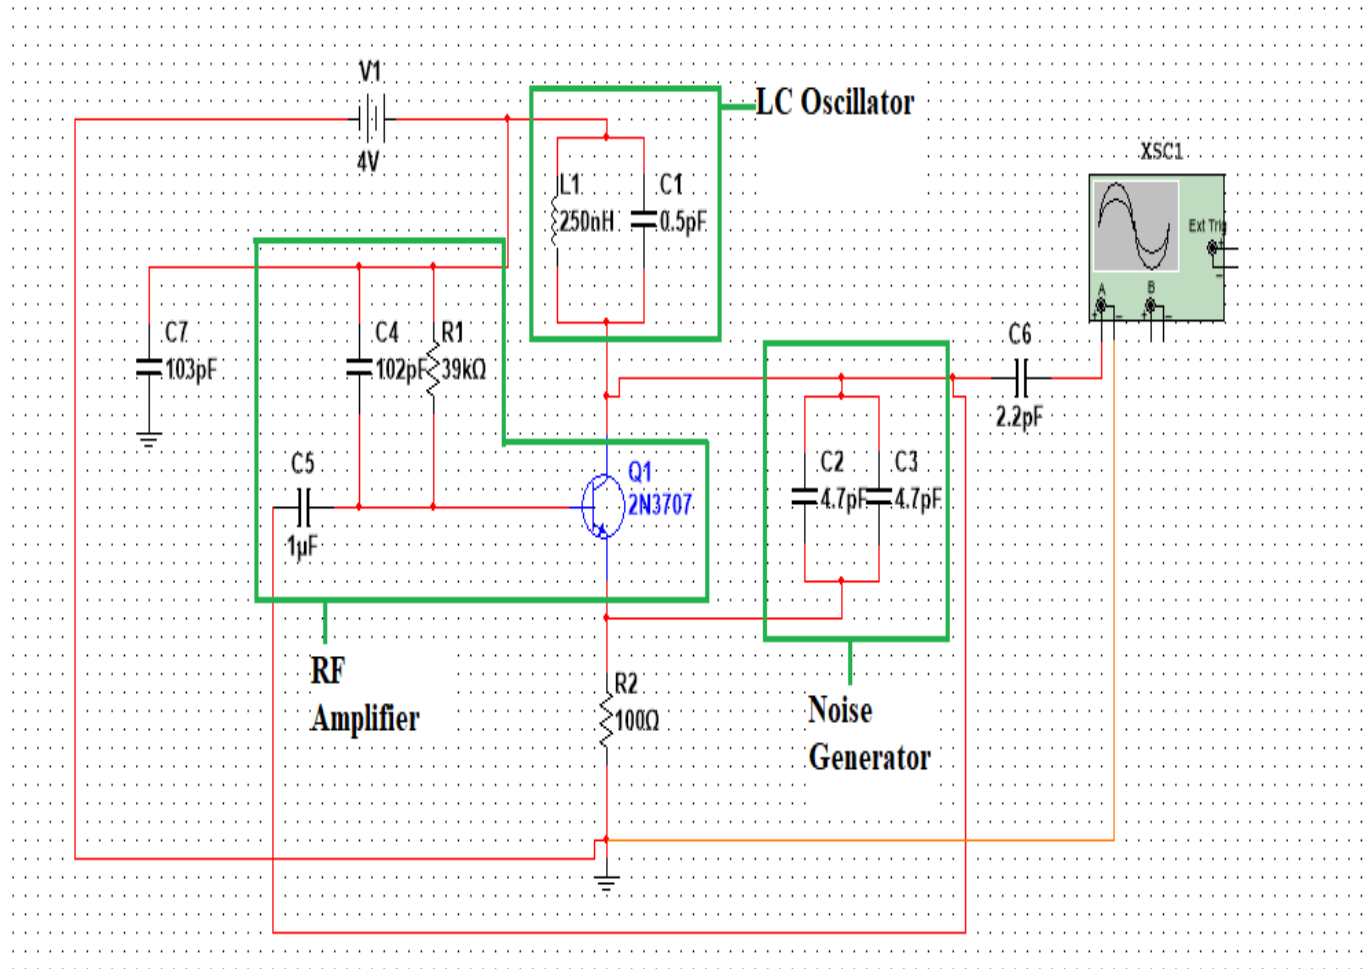 V1
4V
LC Oscillator
XSC1
L1
250nH
C1
0.5pF
Ext Trig
+
−
A
B
+ −
+ −
C7
103pF
C4
102pF
R1
39kΩ
C6
2.2pF
C5
1µF
Q1
2N3707
C2
4.7pF
C3
4.7pF
RF
Amplifier
R2
100Ω
Noise
Generator